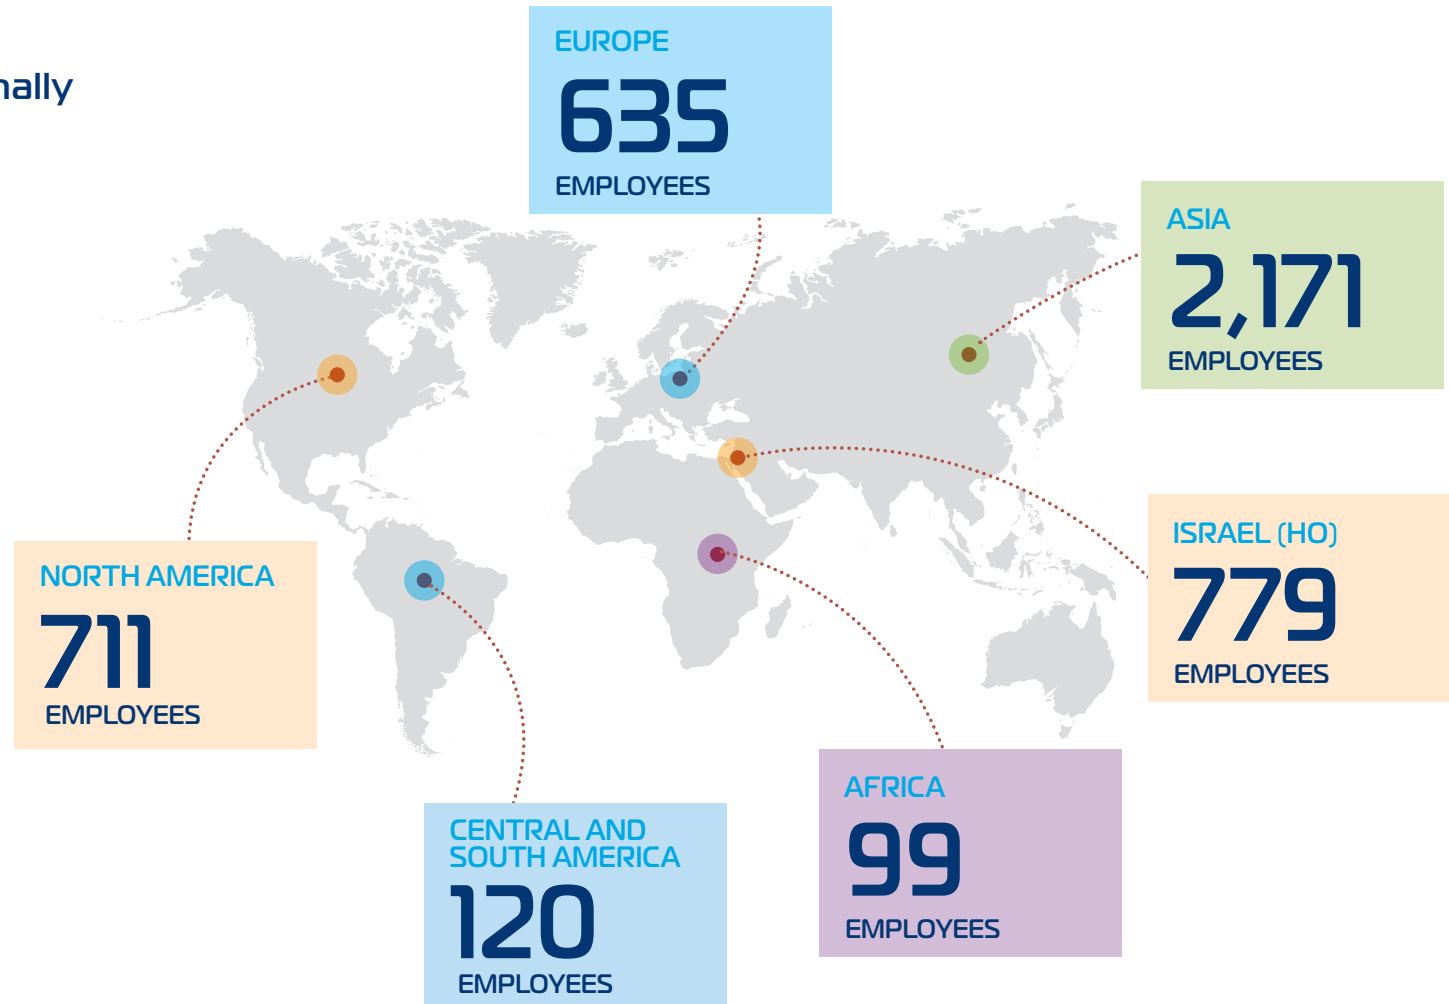 EUROPE
635
EMPLOYEES
ASIA
2,171
EMPLOYEES
ISRAEL (HO)
779
EMPLOYEES
NORTH AMERICA
711
EMPLOYEES
AFRICA
99
EMPLOYEES
CENTRAL AND
SOUTH AMERICA
120
EMPLOYEES